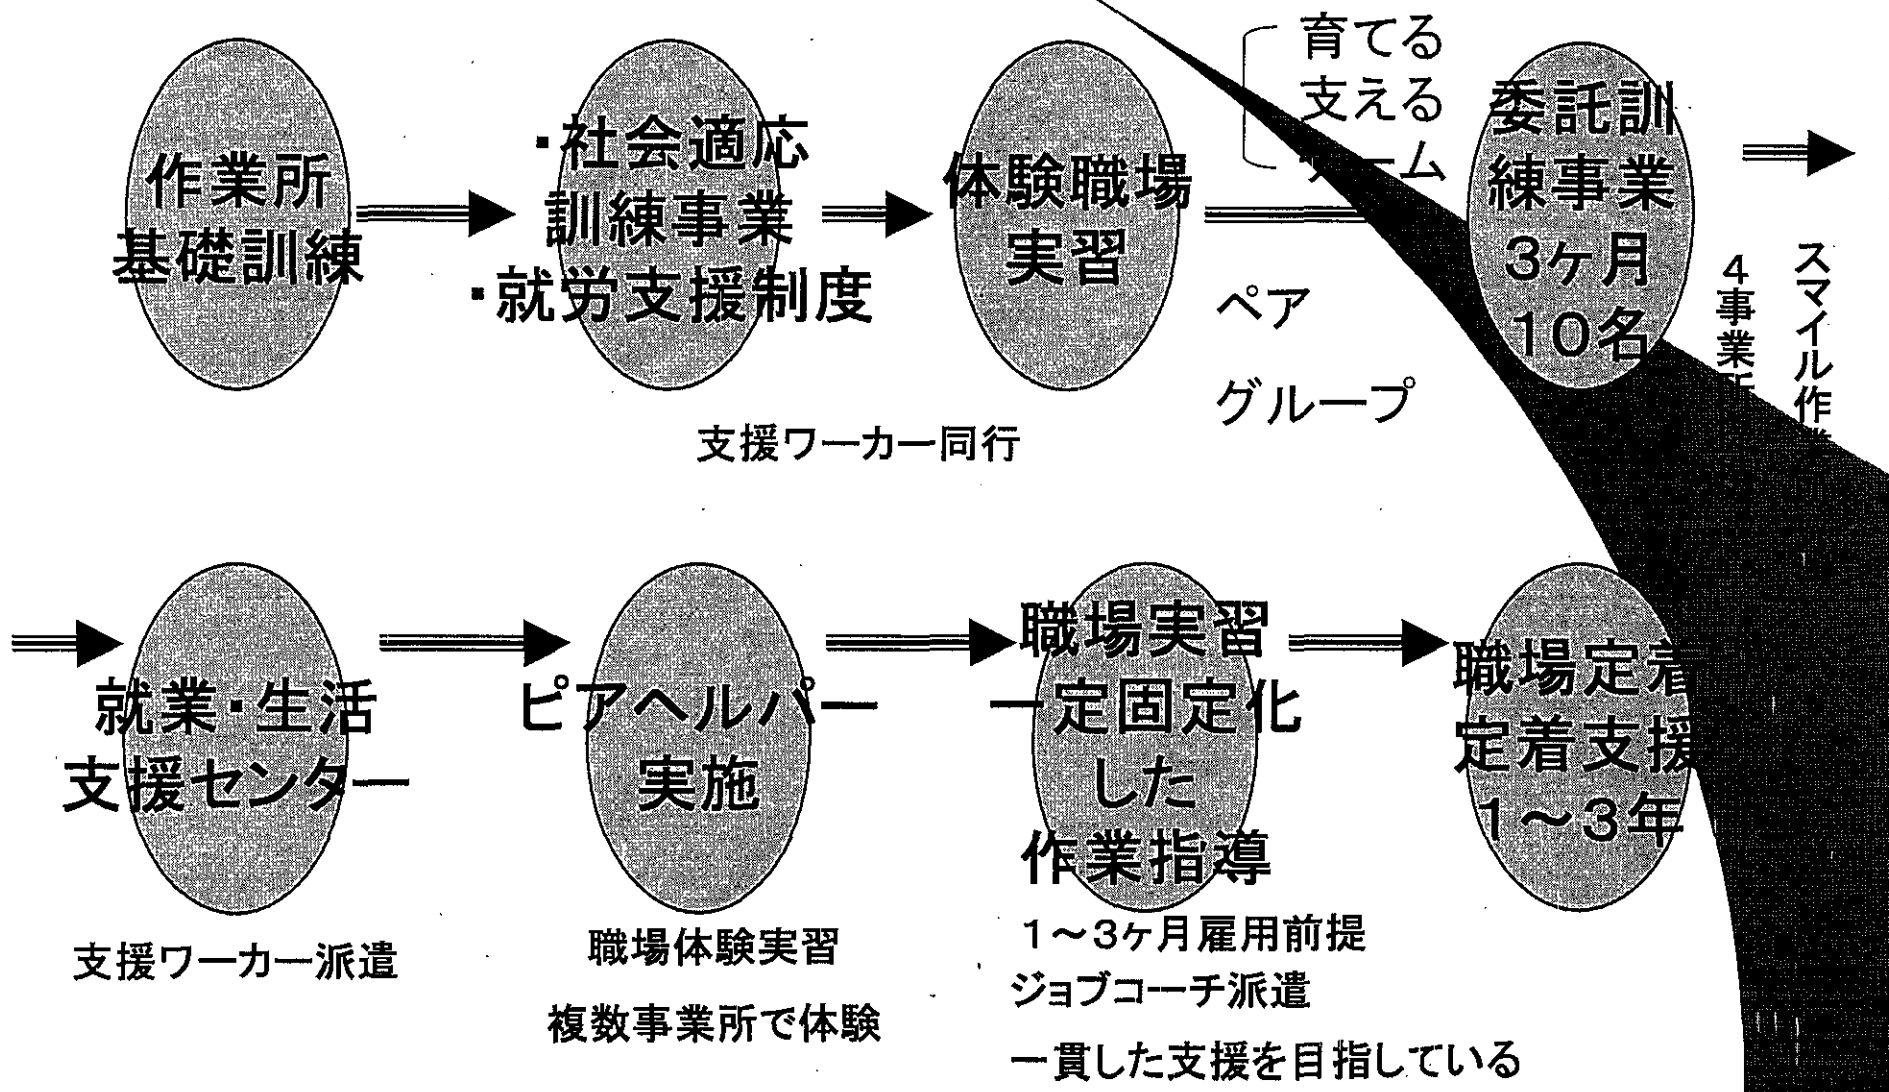 作業所
基礎訓練
・社会適応
訓練事業
・就労支援制度
体験職場
実習
育てる
支える
ペア
グループ
委託訓
練事業
3ヶ月
10名
4事業所
スマイル作業
支援ワーカー同行
就業・生活
支援センター
ピアヘルパー
実施
職場実習
一定固定化
した
作業指導
職場定着
定着支援
1～3年
支援ワーカー派遣
職場体験実習
複数事業所で体験
1～3ヶ月雇用前提
ジョブコーチ派遣
一貫した支援を目指している